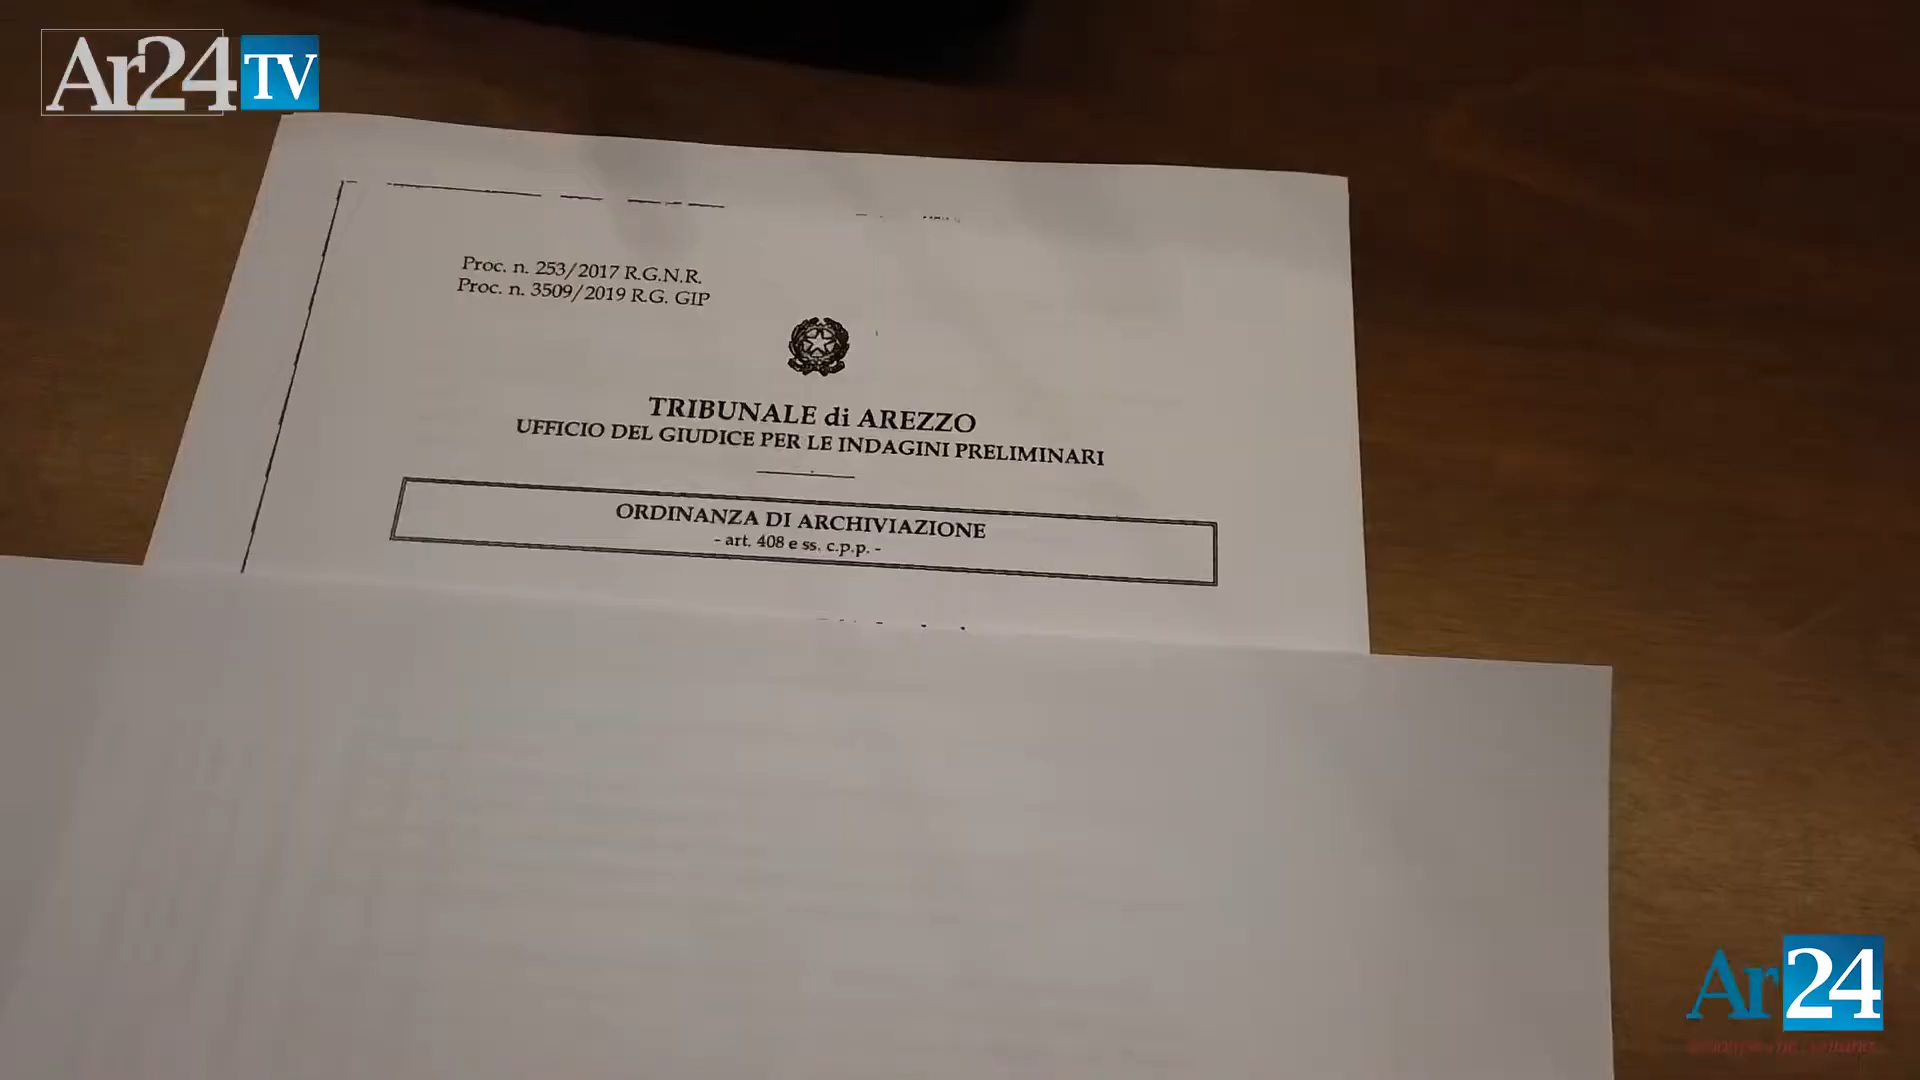 Ar24TV
Proc. n. 253/2017 R.G.N.R.
Proc. n. 3509/2019 R.G. GIP
TRIBUNALE di AREZZO
UFFICIO DEL GIUDICE PER LE INDAGINI PRELIMINARI
ORDINANZA DI ARCHIVIAZIONE
- art. 408 e ss. c.p.p. -
Ar24